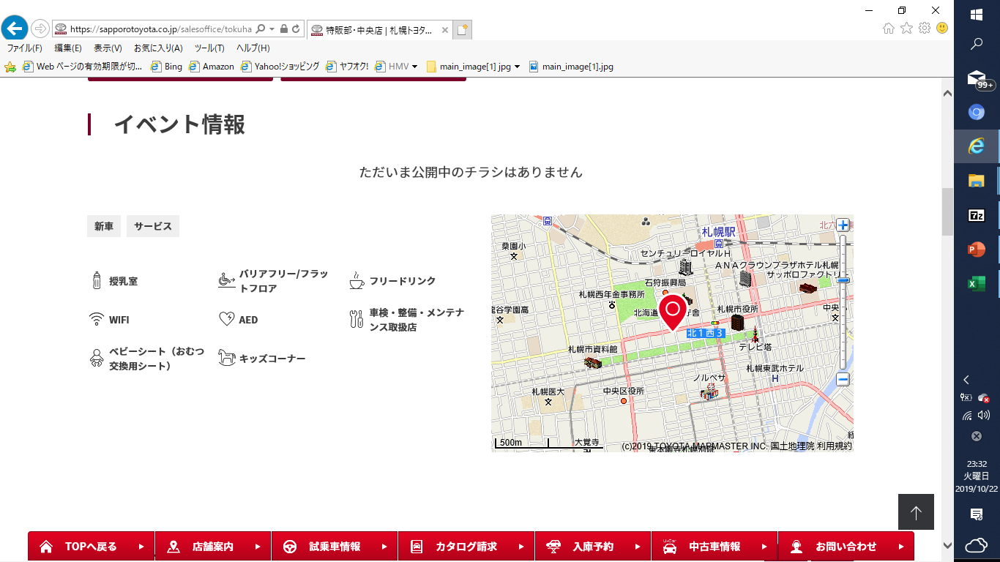 https://sapporotoyota.co.jp/salesoffice/tokuha
特販部・中央店 | 札幌トヨタ...
ファイル(F) 編集(E) 表示(V) お気に入り(A) ツール(T) ヘルプ(H)
Web ページの有効期限が切... Bing Amazon Yahoo!ショッピング ヤフオク! HMV main_image[1] jpg main_image[1].jpg
イベント情報
ただいま公開中のチラシはありません
新車 サービス
授乳室
バリアフリー/フラットフロア
フリードリンク
WIFI
AED
車検・整備・メンテナ
ンス取扱店
ベビーシート（おむつ
交換用シート）
キッズコーナー
札幌駅
桑園小
センチュリーロイヤルH
ANAクラウンプラザホテル札幌
サッポロファクトリー
石狩振興局
札幌西年金事務所
龍谷学園高
北海道
庁舎
札幌市役所
中央
北1西3
テレビ塔
札幌市資料館
札幌東武ホテル
H
ノルベサ
札幌医大
中央区役所
大覚寺
500m
(c)2019 TOYOTA MAPMASTER INC. 国土地理院 利用規約
TOPへ戻る 店舗案内 試乗車情報 カタログ請求 入庫予約 中古車情報 お問い合わせ
99+
7z
23:32
火曜日
2019/10/22